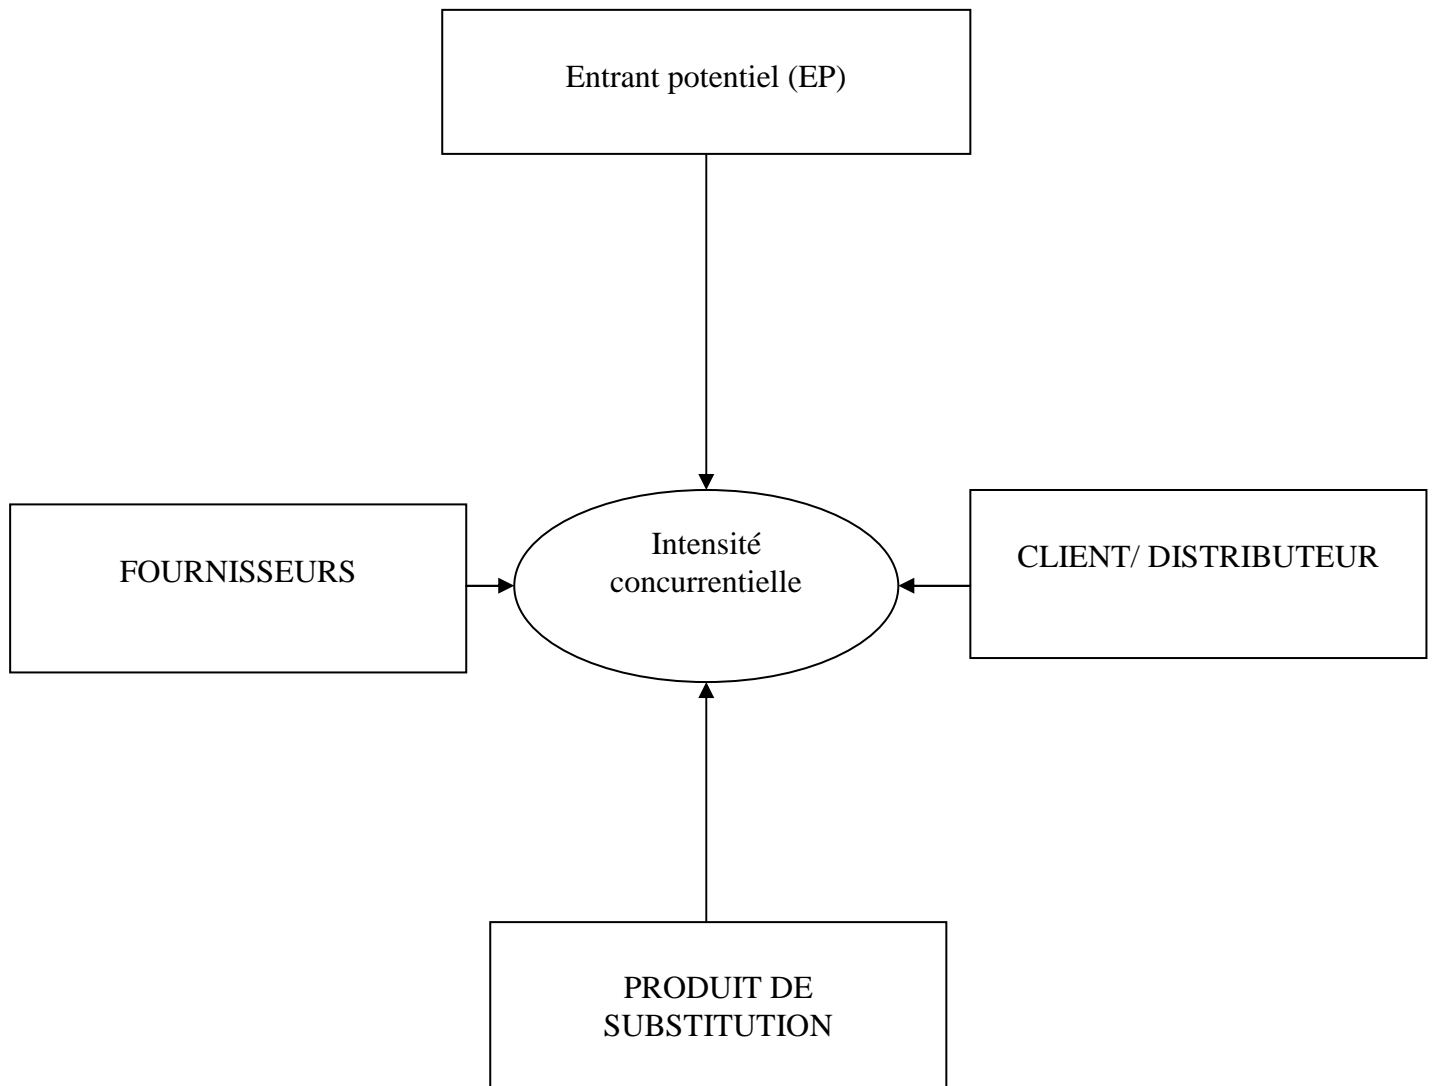 Entrant potentiel (EP)
Intensité
concurrentielle
FOURNISSEURS
CLIENT/ DISTRIBUTEUR
PRODUIT DE
SUBSTITUTION